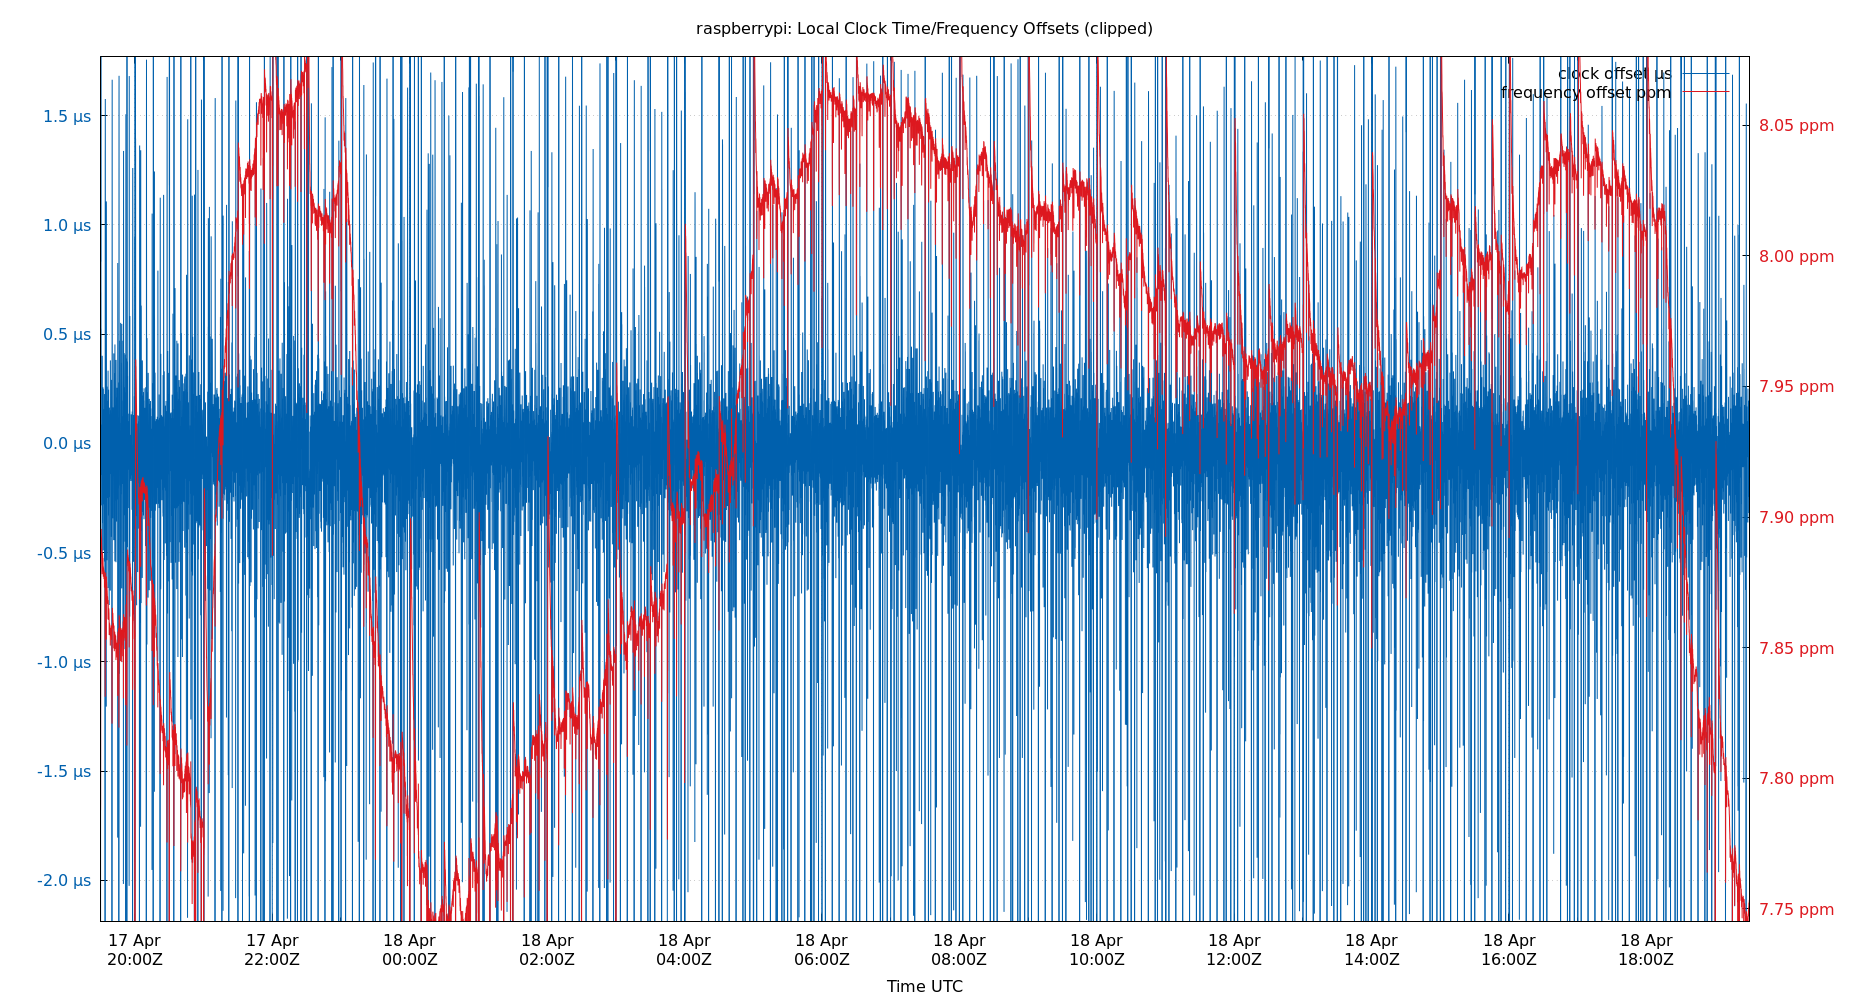 raspberrypi: Local Clock Time/Frequency Offsets (clipped)
clock offset µs
frequency offset ppm
1.5 µs
1.0 µs
0.5 µs
0.0 µs
-0.5 µs
-1.0 µs
-1.5 µs
-2.0 µs
8.05 ppm
8.00 ppm
7.95 ppm
7.90 ppm
7.85 ppm
7.80 ppm
7.75 ppm
17 Apr 17 Apr 18 Apr 18 Apr 18 Apr 18 Apr 18 Apr 18 Apr 18 Apr 18 Apr 18 Apr 18 Apr
20:00Z 22:00Z 00:00Z 02:00Z 04:00Z 06:00Z 08:00Z 10:00Z 12:00Z 14:00Z 16:00Z 18:00Z
Time UTC